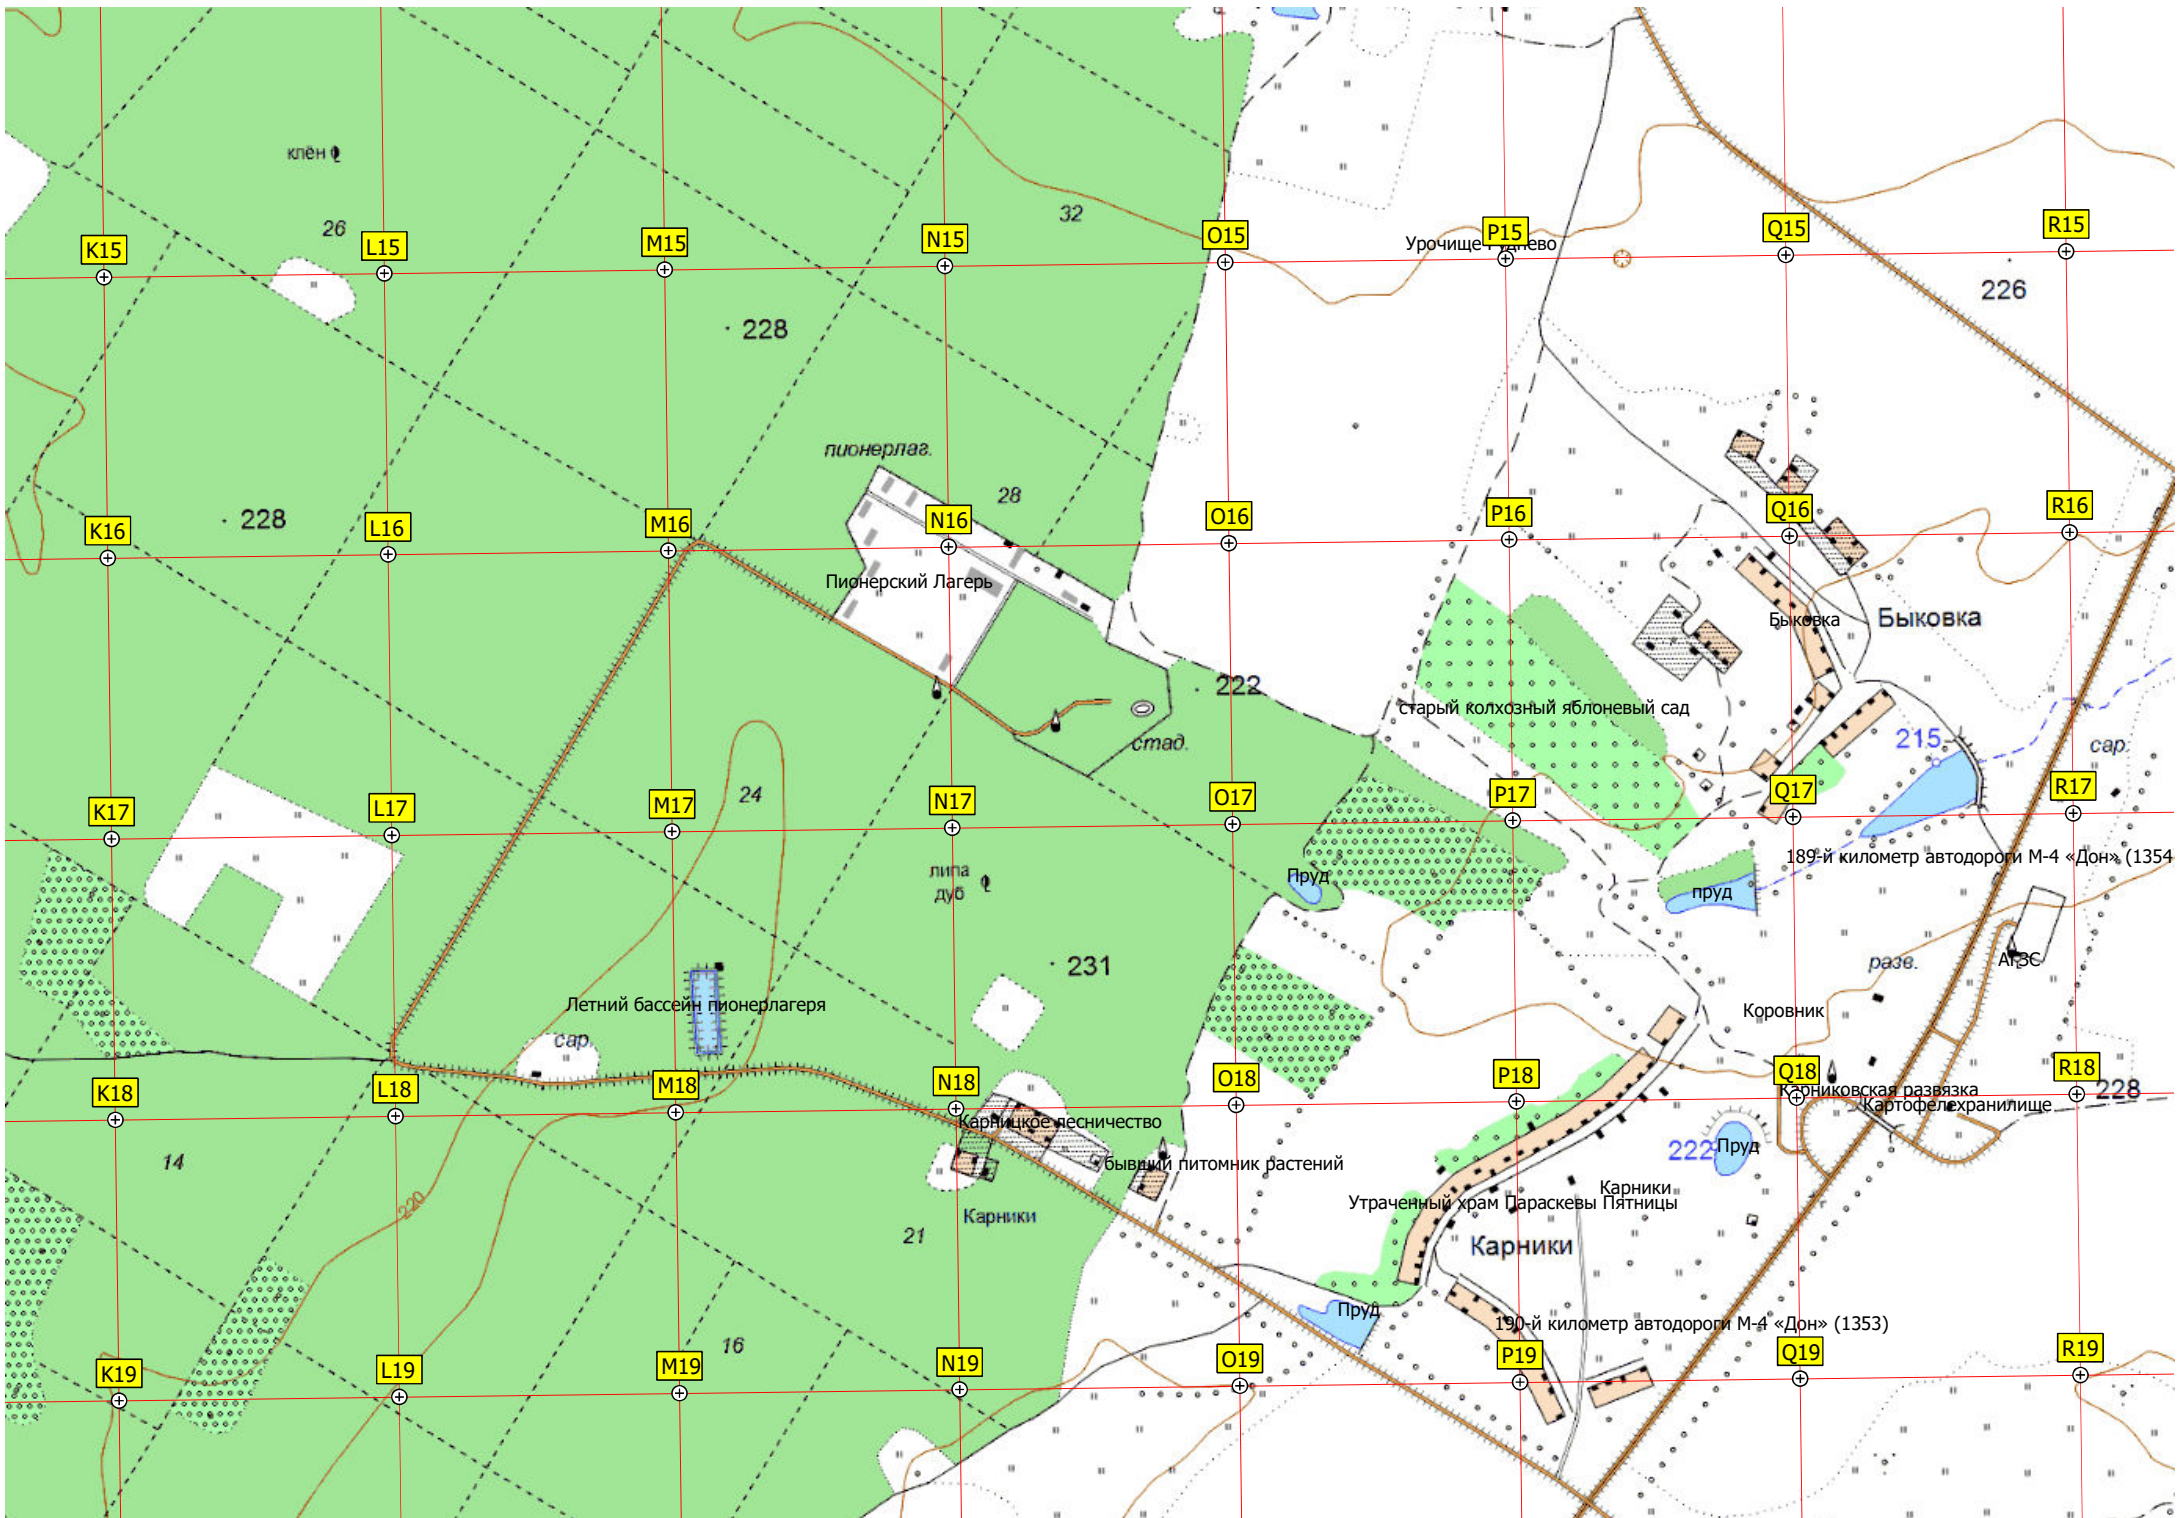 клён
26
32
K15
L15
M15
N15
O15
Урочище
P15
Q15
R15
226
228
пионерлаг.
28
228
K16
L16
M16
N16
O16
P16
Q16
R16
Пионерский Лагерь
Быковка
Быковка
222
старый колхозный яблоневый сад
стад.
215
сар.
24
K17
L17
M17
N17
O17
P17
Q17
R17
189-й километр автодороги М-4 «Дон» (1354
липа
дуб
Пруд
пруд
231
разв.
АГЗС
Летний бассейн пионерлагеря
Коровник
сар.
K18
L18
M18
N18
O18
P18
Q18
R18
228
Карниковская развязка
Картофелехранилище
Карницкое лесничество
14
бывший питомник растений
222
Пруд
220
Карники
Утраченный храм Параскевы Пятницы
21
Карники
Карники
Пруд
190-й километр автодороги М-4 «Дон» (1353)
16
K19
L19
M19
N19
O19
P19
Q19
R19